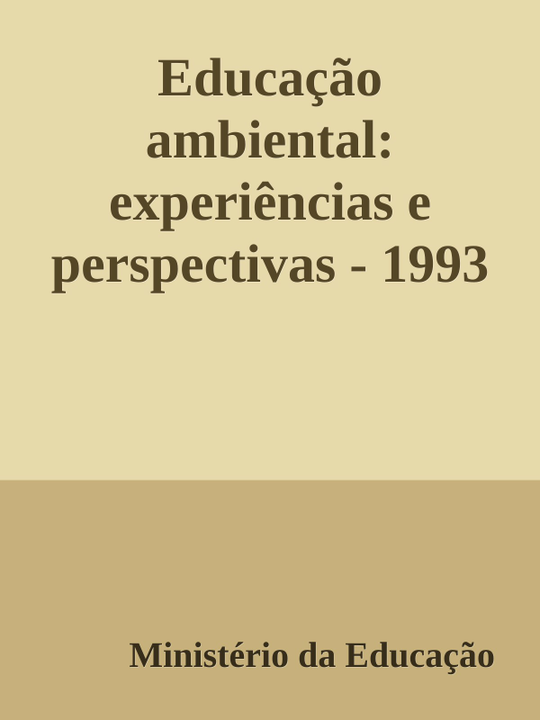 Educação
ambiental:
experiências e
perspectivas - 1993
Ministério da Educação